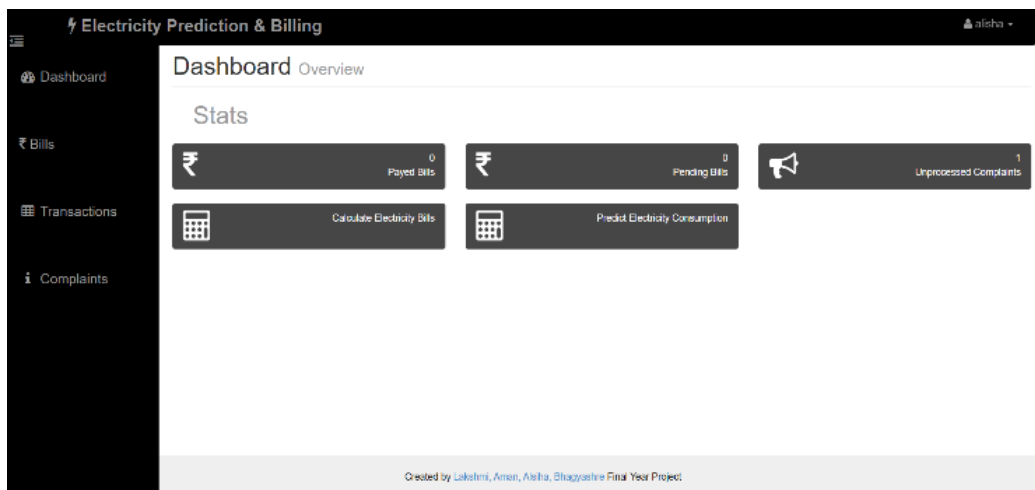 Electricity Prediction & Billing
alisha
Dashboard
Bills
Transactions
Complaints
Dashboard Overview
Stats
0
Payed Bills
0
Pending Bills
1
Unprocessed Complaints
Calculate Electricity Bills
Predict Electricity Consumption
Created by Lakshmi, Aman, Alsiha, Bhagyashre Final Year Project